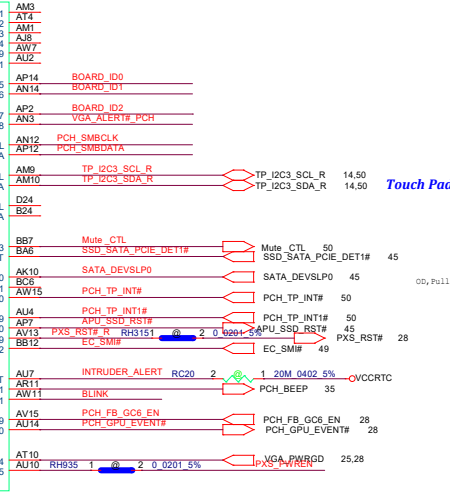 AM3
AT4
AM1
AJ8
AW7
AU2
AP14 BOARD_ID0
AN14 BOARD_ID1
AP2 BOARD_ID2
AN3 VGA_ALERT#_PCH
AN12 PCH_SMBCLK
AP12 PCH_SMBDATA
AM9 TP_I2C3_SCL_R TP_I2C3_SCL_R 14,50
AM10 TP_I2C3_SDA_R TP_I2C3_SDA_R 14,50 Touch Pad
D24
B24
BB7 Mute_CTL Mute_CTL 50
BA6 SSD_SATA_PCIE_DET1# SSD_SATA_PCIE_DET1# 45
AK10 SATA_DEVSLP0 SATA_DEVSLP0 45 OD,Pull
BC6
AW15 PCH_TP_INT# PCH_TP_INT# 50
AU4 PCH_TP_INT1# PCH_TP_INT1# 50
AP7 APU_SSD_RST# APU_SSD_RST# 45
AV13 PXS_RST#_R RH315 1 @ 2 0_0201_5% PXS_RST# 28
BB12 EC_SMI# EC_SMI# 49
AU7 INTRUDER_ALERT RC20 2 @ 1 20M_0402_5% VCCRTC
AR11 PCH_BEEP 35
AW11 BLINK
AV15 PCH_FB_GC6_EN PCH_FB_GC6_EN 28
AU14 PCH_GPU_EVENT# PCH_GPU_EVENT# 28
AT10 VGA_PWRGD 25,28
AU10 RH935 1 @ 2 0_0201_5% PXS_PWREN